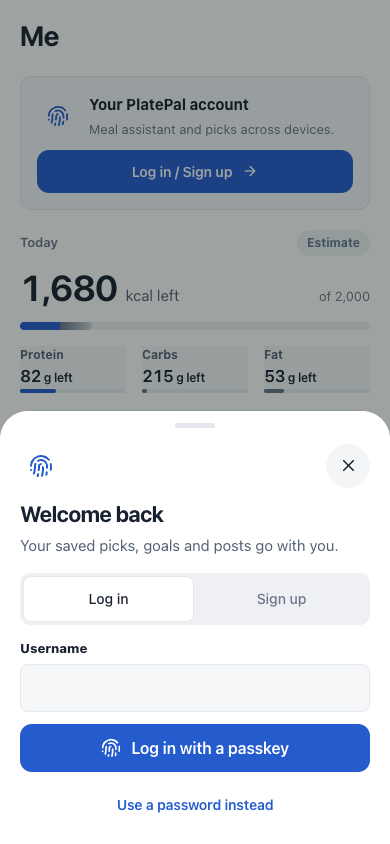 Me
Your PlatePal account
Meal assistant and picks across devices.
Log in / Sign up
Today
Estimate
1,680 kcal left
of 2,000
Protein
Carbs
Fat
82 g left
215 g left
53 g left
Welcome back
Your saved picks, goals and posts go with you.
Log in
Sign up
Username
Log in with a passkey
Use a password instead